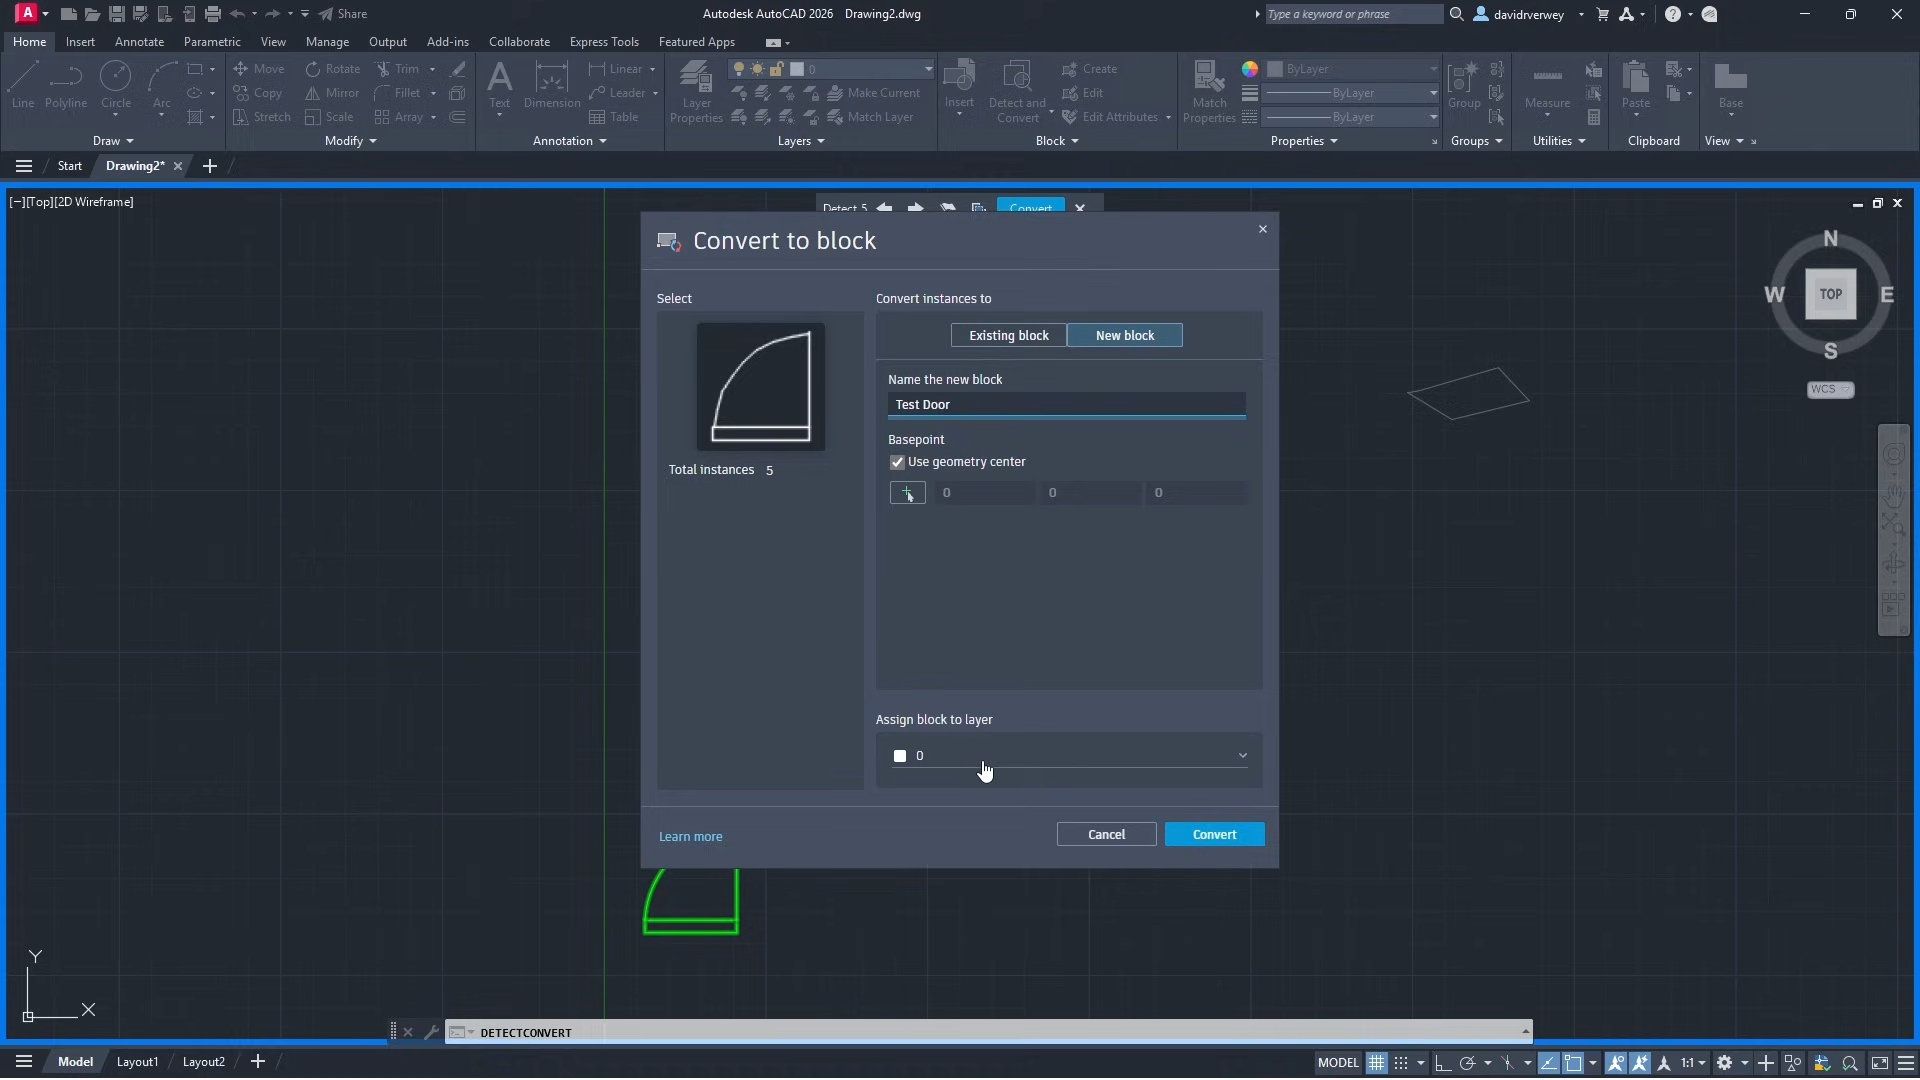 A Share Autodesk AutoCAD 2026 Drawing2.dwg Type a keyword or phrase davidrverwey
Home Insert Annotate Parametric View Manage Output Add-ins Collaborate Express Tools Featured Apps
Line Polyline Circle Arc
Move Rotate Trim
Copy Mirror Fillet
Stretch Scale Array
Text Dimension
Linear
Leader
Table
Layer
Properties
0
Make Current
Match Layer
Insert Detect and
Convert
Create
Edit
Edit Attributes
Match
Properties
ByLayer
ByLayer
ByLayer
Group Measure Paste Base
Draw Modify Annotation Layers Block Properties Groups Utilities Clipboard View
Start Drawing2*
[−][Top][2D Wireframe]
Detect 5 Convert
Convert to block
N
W TOP E
S
WCS
Select
Total instances 5
Convert instances to
Existing block New block
Name the new block
Test Door
Basepoint
Use geometry center
0 0 0
Assign block to layer
0
Learn more Cancel Convert
Y
X
DETECTCONVERT
Model Layout1 Layout2 MODEL 1:1